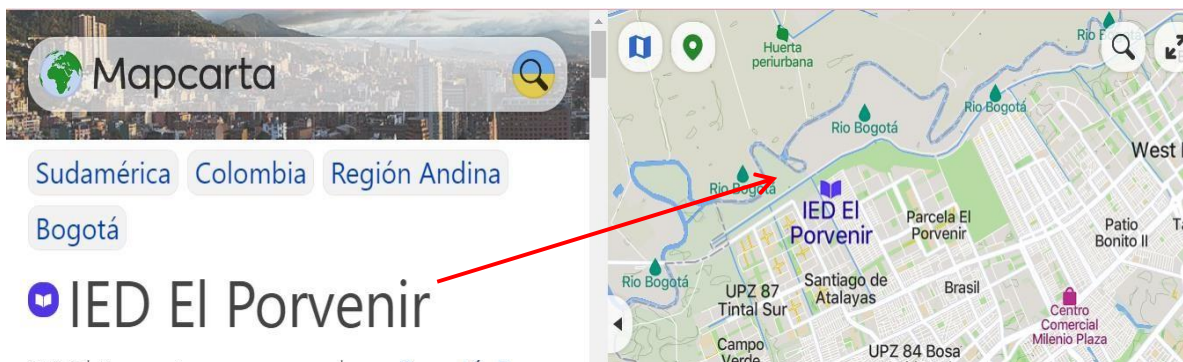 Mapcarta
Sudamérica Colombia Región Andina
Bogotá
IED El Porvenir
Huerta
periurbana
Rio Bogotá
Rio Bogotá
Rio Bogotá
West
IED El
Porvenir
Parcela El
Porvenir
Patio
Bonito II
Rio Bogotá
Santiago de
Atalayas
Brasil
UPZ 87
Tintal Sur
Centro
Comercial
Milenio Plaza
Campo
Verde
UPZ 84 Bosa